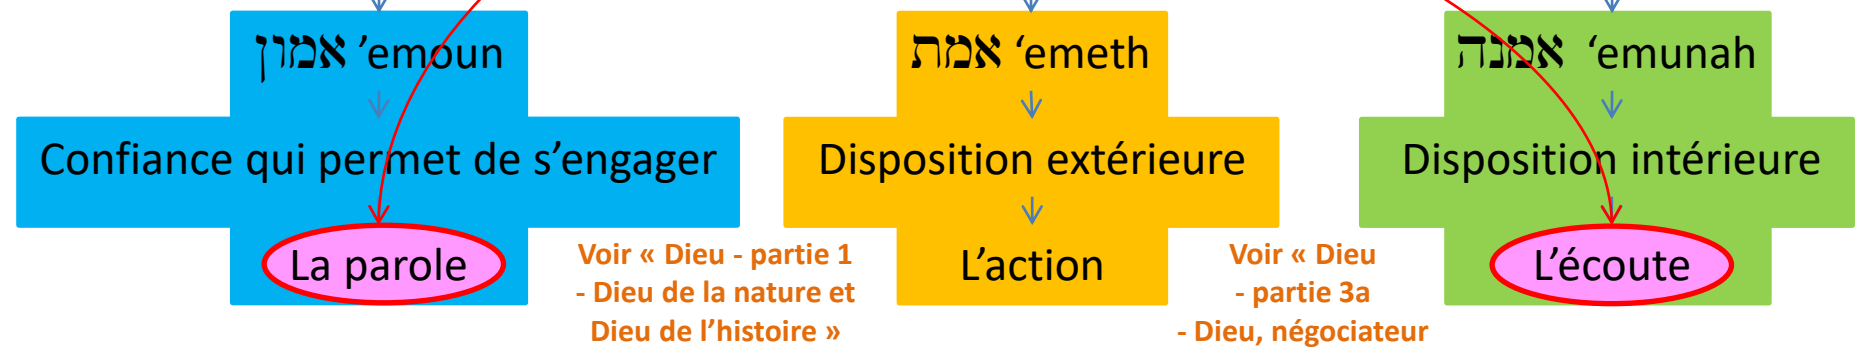 אמון ’emoun
Confiance qui permet de s’engager
La parole
Voir « Dieu - partie 1
- Dieu de la nature et
Dieu de l’histoire »
אמת ‘emeth
Disposition extérieure
L’action
Voir « Dieu
- partie 3a
- Dieu, négociateur
אמנה ‘emunah
Disposition intérieure
L’écoute